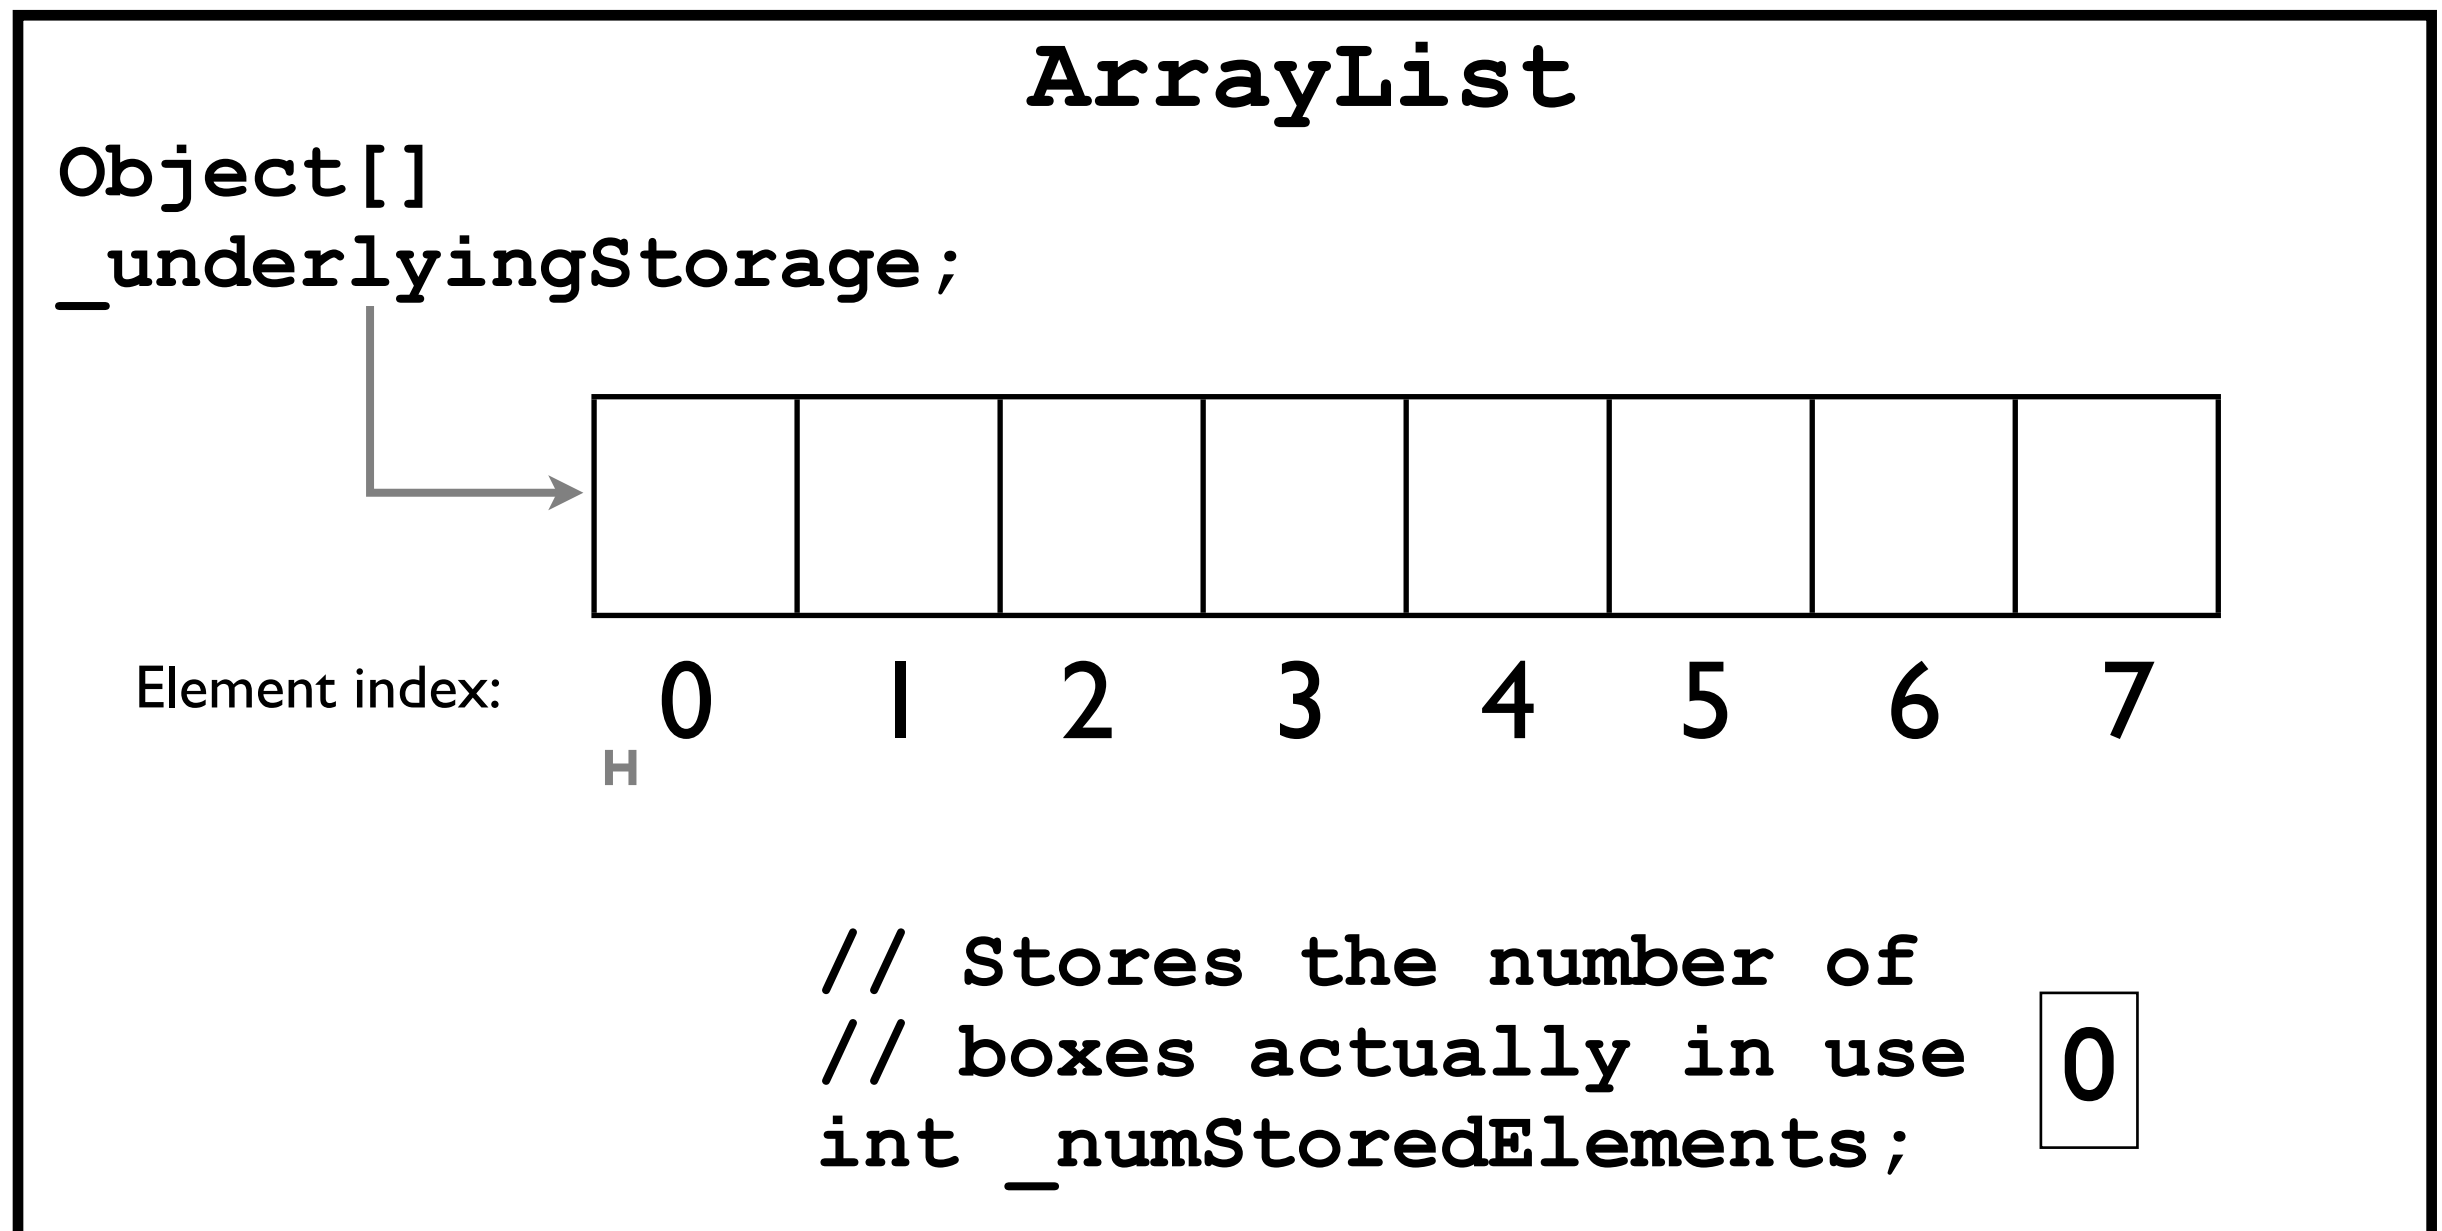 ArrayList
Object[]
_underlyingStorage;
Element index: 0 1 2 3 4 5 6 7
H
// Stores the number of
// boxes actually in use
0
int _numStoredElements;